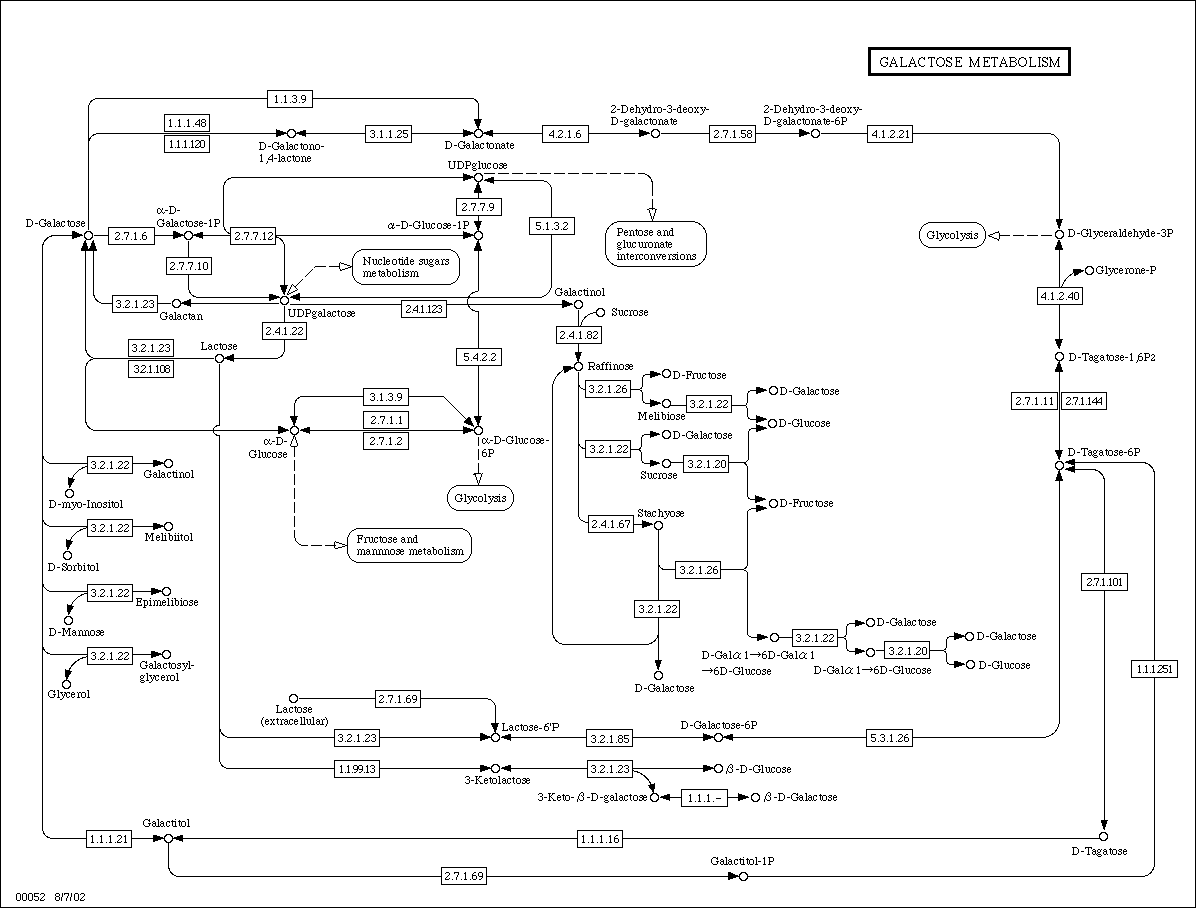 GALACTOSE METABOLISM
1.1.3.9
1.1.1.48
1.1.1.120
D-Galactono-
1,4-lactone
3.1.1.25
D-Galactonate
4.2.1.6
2-Dehydro-3-deoxy-
D-galactonate
2.7.1.58
2-Dehydro-3-deoxy-
D-galactonate-6P
4.1.2.21
UDPglucose
2.7.7.9
5.1.3.2
D-Galactose
2.7.1.6
α-D-
Galactose-1P
2.7.7.12
α-D-Glucose-1P
Pentose and
glucuronate
interconversions
Glycolysis
D-Glyceraldehyde-3P
2.7.7.10
Nucleotide sugars
metabolism
Glycerone-P
4.1.2.40
3.2.1.23
Galactan
UDPgalactose
2.4.1.123
Galactinol
Sucrose
2.4.1.22
2.4.1.82
3.2.1.23
3.2.1.108
Lactose
5.4.2.2
Raffinose
D-Tagatose-1,6P2
3.2.1.26
D-Fructose
Melibiose
3.2.1.22
D-Galactose
D-Glucose
2.7.1.11
2.7.1.144
3.1.3.9
2.7.1.1
2.7.1.2
α-D-
Glucose
α-D-Glucose-
6P
3.2.1.22
D-Galactose
Sucrose
3.2.1.20
D-Fructose
D-Tagatose-6P
3.2.1.22
Galactinol
D-myo-Inositol
Glycolysis
3.2.1.22
Melibiitol
D-Sorbitol
Fructose and
mannnose metabolism
2.4.1.67
Stachyose
3.2.1.26
2.7.1.101
3.2.1.22
Epimelibiose
D-Mannose
3.2.1.22
3.2.1.22
Galactosyl-
glycerol
Glycerol
D-Galactose
D-Galα1→6D-Galα1
→6D-Glucose
3.2.1.22
D-Galactose
D-Galα1→6D-Glucose
3.2.1.20
D-Galactose
D-Glucose
1.1.1.251
Lactose
(extracellular)
2.7.1.69
3.2.1.23
Lactose-6'P
3.2.1.85
D-Galactose-6P
5.3.1.26
1.1.99.13
3-Ketolactose
3.2.1.23
β-D-Glucose
3-Keto-β-D-galactose
1.1.1.-
β-D-Galactose
1.1.1.21
Galactitol
1.1.1.16
D-Tagatose
2.7.1.69
Galactitol-1P
00052 8/7/02